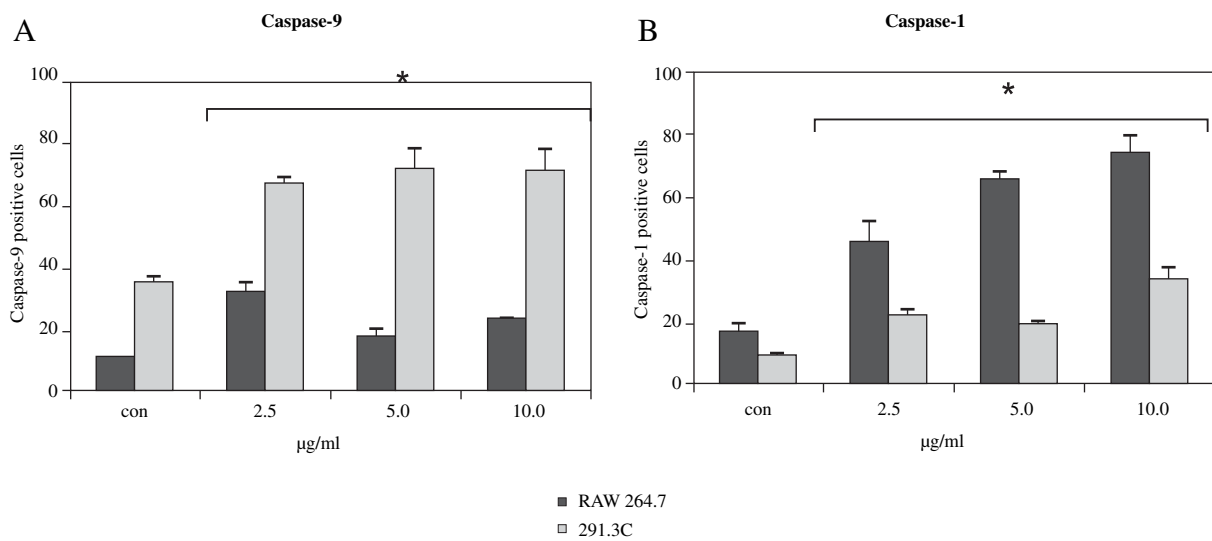 A
Caspase-9
*
100
80
60
40
20
0
Caspase-9 positive cells
con 2.5 5.0 10.0
µg/ml
B
Caspase-1
*
100
80
60
40
20
0
Caspase-1 positive cells
con 2.5 5.0 10.0
µg/ml
RAW 264.7
291.3C